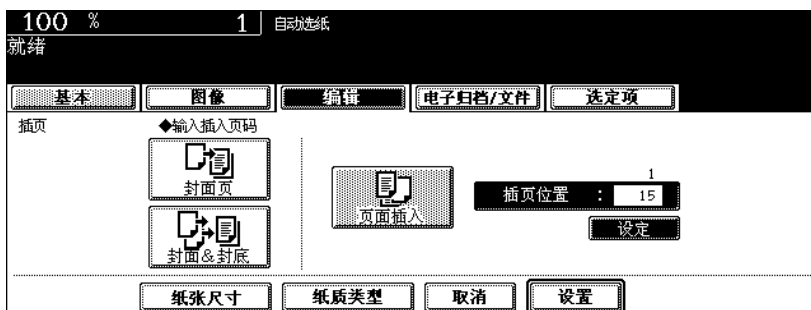 100 % 1 自动选纸
就绪
基本 图像 编辑 电子归档/文件 选定项
插页 ◆输入插入页码
封面页
1
页面插入 插页位置 : 15
设定
封面&封底
纸张尺寸 纸质类型 取消 设置